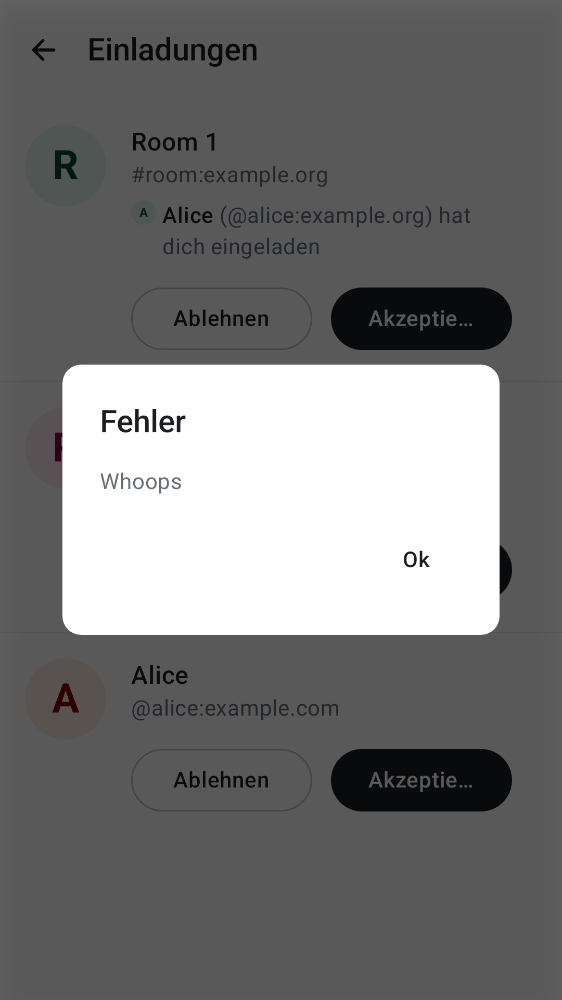 Einladungen
R
Room 1
#room:example.org
A Alice (@alice:example.org) hat
dich eingeladen
Ablehnen
Akzeptie…
Fehler
Whoops
Ok
A
Alice
@alice:example.com
Ablehnen
Akzeptie…